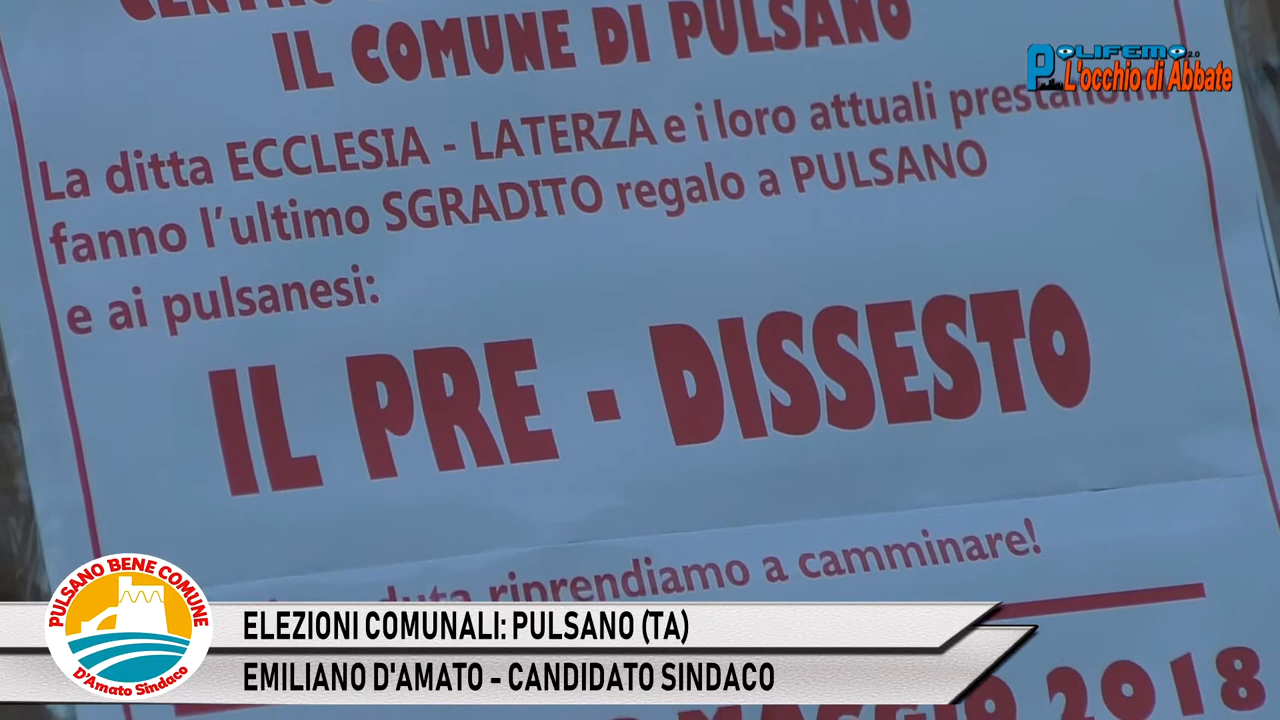 CENTRO
IL COMUNE DI PULSANO
POLIFEMO 2.0
L'occhio di Abbate
La ditta ECCLESIA - LATERZA e i loro attuali prestanomi
fanno l'ultimo SGRADITO regalo a PULSANO
e ai pulsanesi:
IL PRE - DISSESTO
riprendiamo a camminare!
PULSANO BENE COMUNE
D'Amato Sindaco
ELEZIONI COMUNALI: PULSANO (TA)
EMILIANO D'AMATO - CANDIDATO SINDACO
MAGGIO 2018